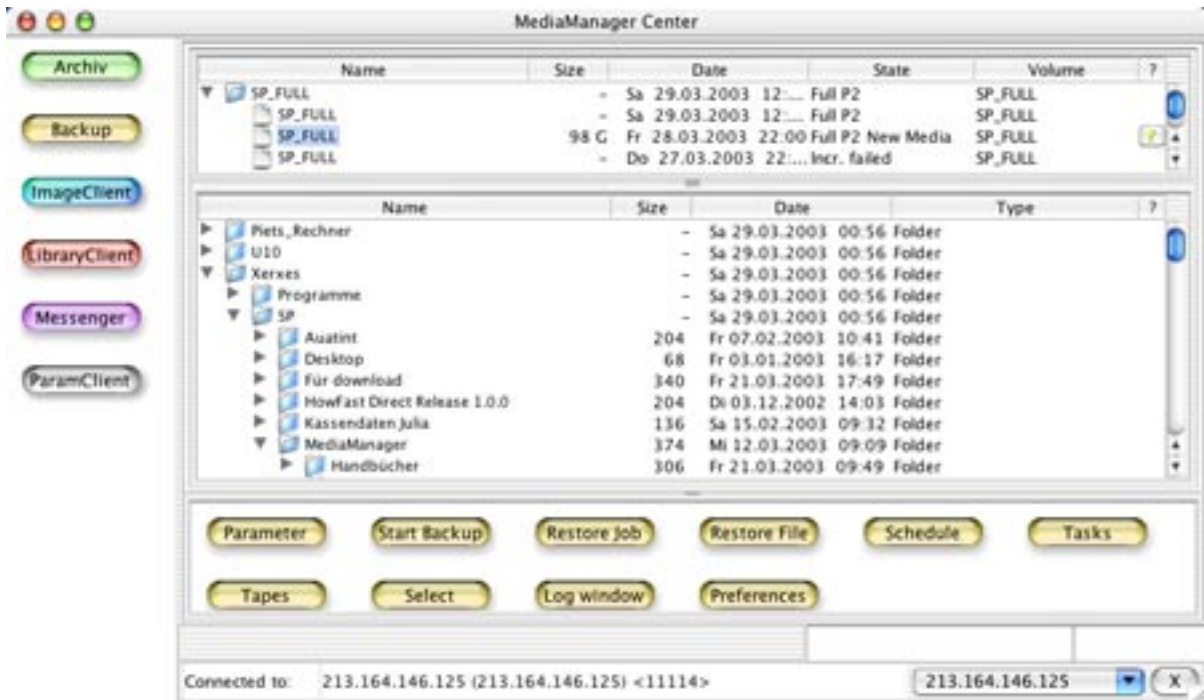 MediaManager Center
Archiv
Backup
ImageClient
LibraryClient
Messenger
ParamClient
Name Size Date State Volume ?
SP_FULL - Sa 29.03.2003 12:... Full P2 SP_FULL
SP_FULL - Sa 29.03.2003 12:... Full P2 SP_FULL
SP_FULL 98 G Fr 28.03.2003 22:00 Full P2 New Media SP_FULL ?
SP_FULL - Do 27.03.2003 22:... Incr. failed SP_FULL
Name Size Date Type ?
Piets_Rechner - Sa 29.03.2003 00:56 Folder
U10 - Sa 29.03.2003 00:56 Folder
Xerxes - Sa 29.03.2003 00:56 Folder
Programme - Sa 29.03.2003 00:56 Folder
SP - Sa 29.03.2003 00:56 Folder
Auatint 204 Fr 07.02.2003 10:41 Folder
Desktop 68 Fr 03.01.2003 16:17 Folder
Für download 340 Fr 21.03.2003 17:49 Folder
HowFast Direct Release 1.0.0 204 Di 03.12.2002 14:03 Folder
Kassendaten Julia 136 Sa 15.02.2003 09:32 Folder
MediaManager 374 Mi 12.03.2003 09:09 Folder
Handbücher 306 Fr 21.03.2003 09:49 Folder
Parameter Start Backup Restore Job Restore File Schedule Tasks
Tapes Select Log window Preferences
Connected to: 213.164.146.125 (213.164.146.125) <11114> 213.164.146.125 X